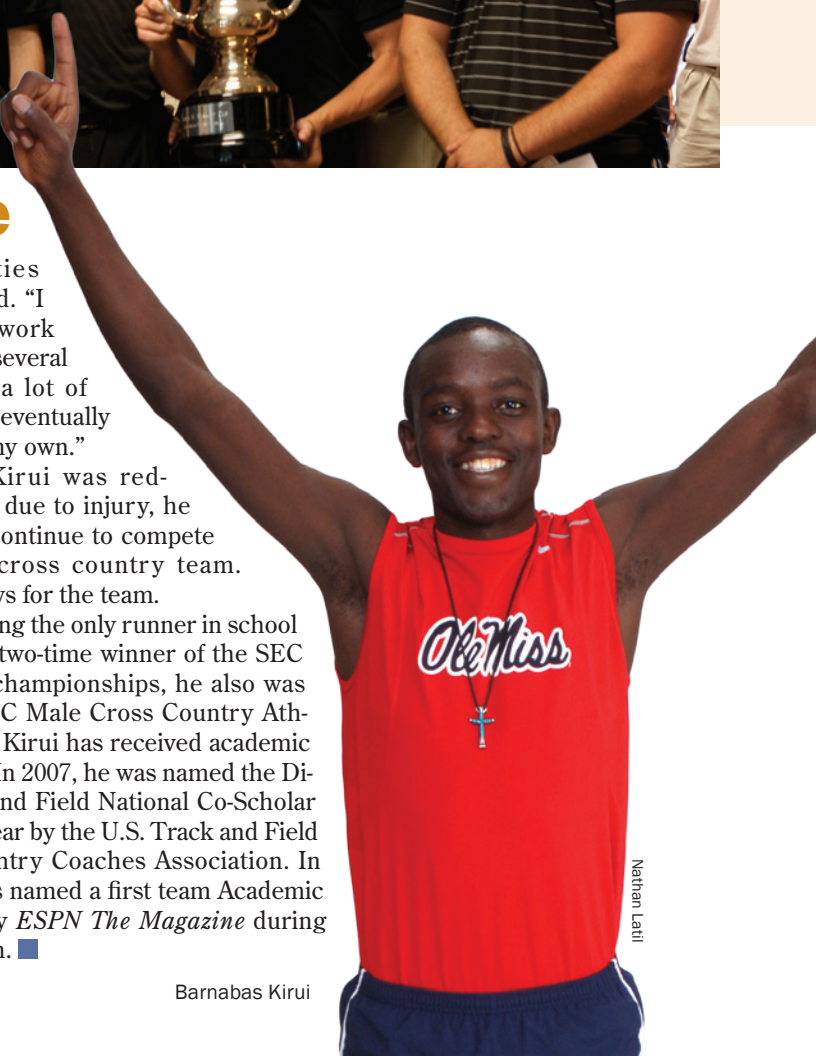 e
ties
d. “I
work
several
a lot of
eventually
ny own.”
Kirui was red-
due to injury, he
ontinue to compete
cross country team.
ys for the team.
ng the only runner in school
two-time winner of the SEC
championships, he also was
C Male Cross Country Ath-
Kirui has received academic
In 2007, he was named the Di-
nd Field National Co-Scholar
ear by the U.S. Track and Field
ntry Coaches Association. In
s named a first team Academic
y ESPN The Magazine during
n.
Ole Miss
Nathan Latil
Barnabas Kirui